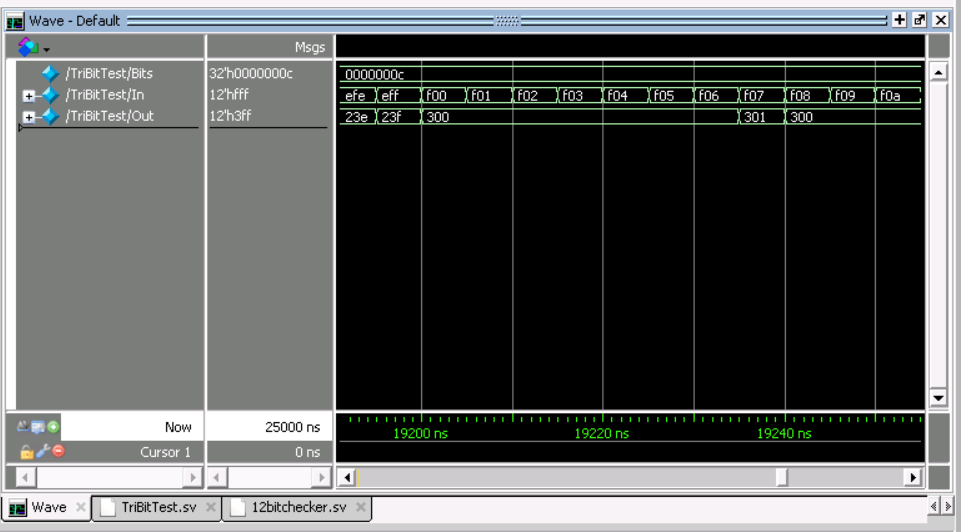 Wave - Default
Msgs
/TriBitTest/Bits 32'h0000000c 0000000c
/TriBitTest/In 12'hfff efe eff f00 f01 f02 f03 f04 f05 f06 f07 f08 f09 f0a
/TriBitTest/Out 12'h3ff 23e 23f 300 301 300
Now 25000 ns
19200 ns 19220 ns 19240 ns
Cursor 1 0 ns
Wave TriBitTest.sv 12bitchecker.sv